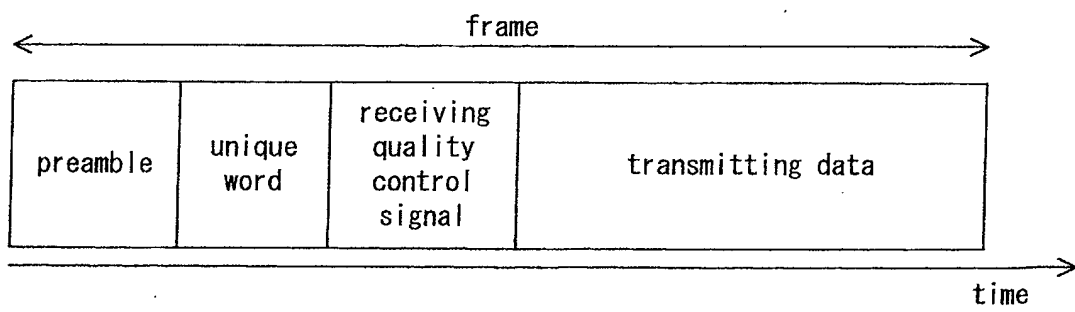 frame
preamble
unique
word
receiving
quality
control
signal
transmitting data
time